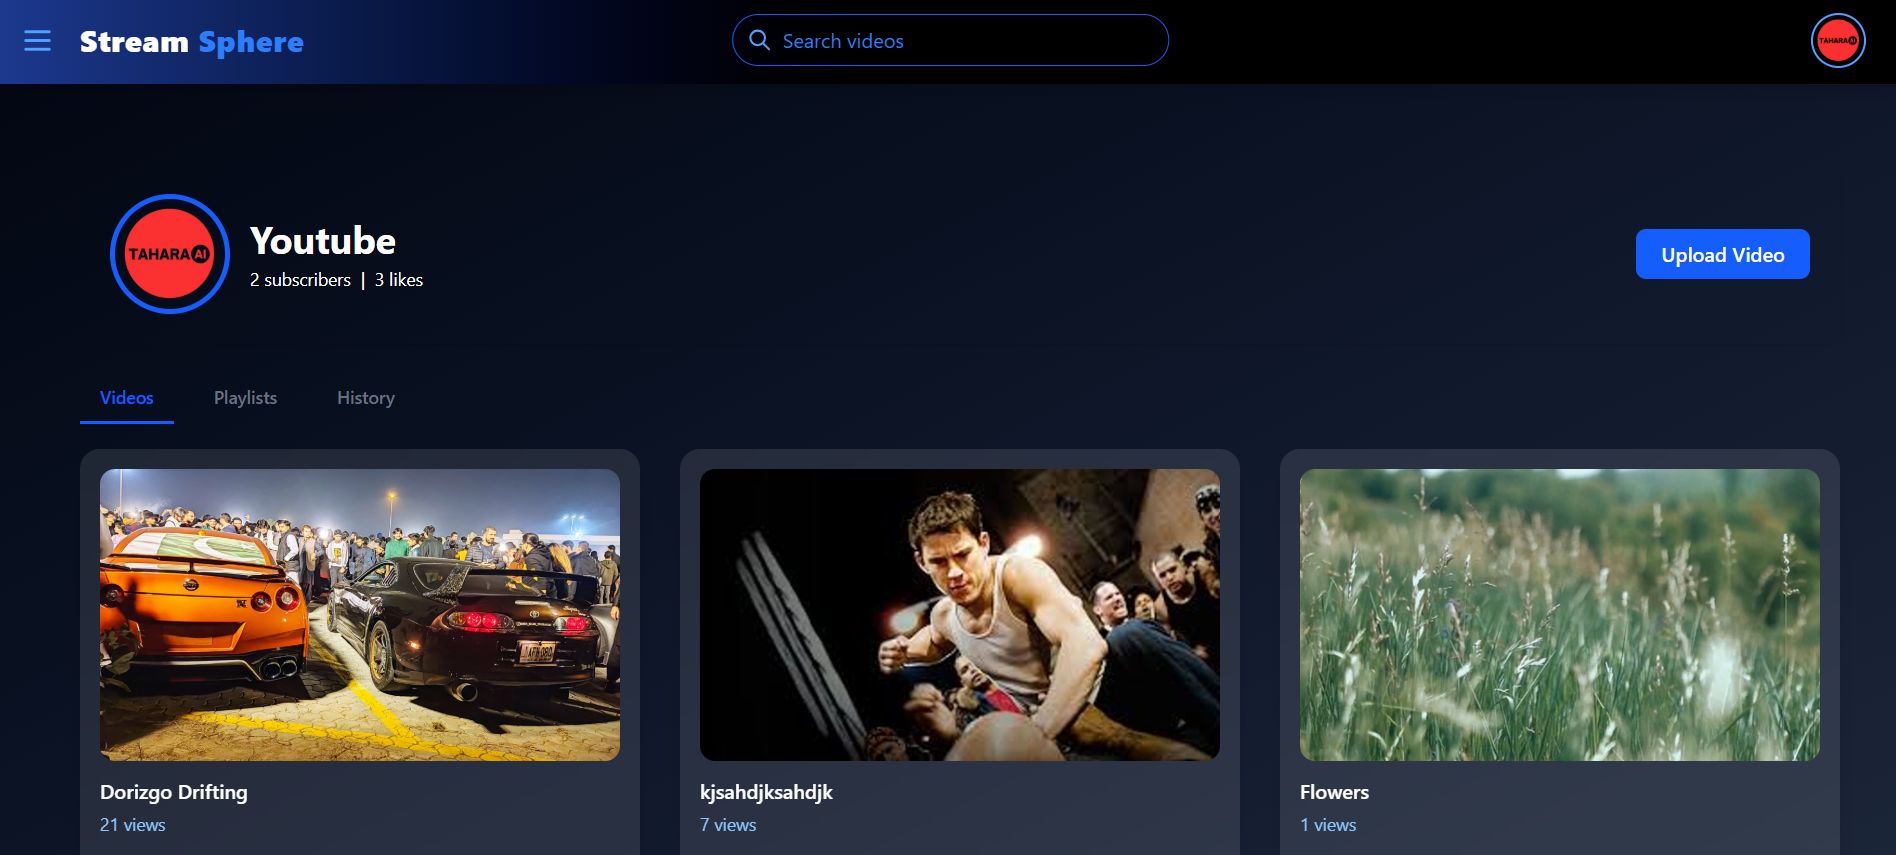 Stream Sphere
Search videos
TAHARA AI
TAHARA AI
Youtube
2 subscribers | 3 likes
Upload Video
Videos
Playlists
History
Dorizgo Drifting
21 views
kjsahdjksahdjk
7 views
Flowers
1 views